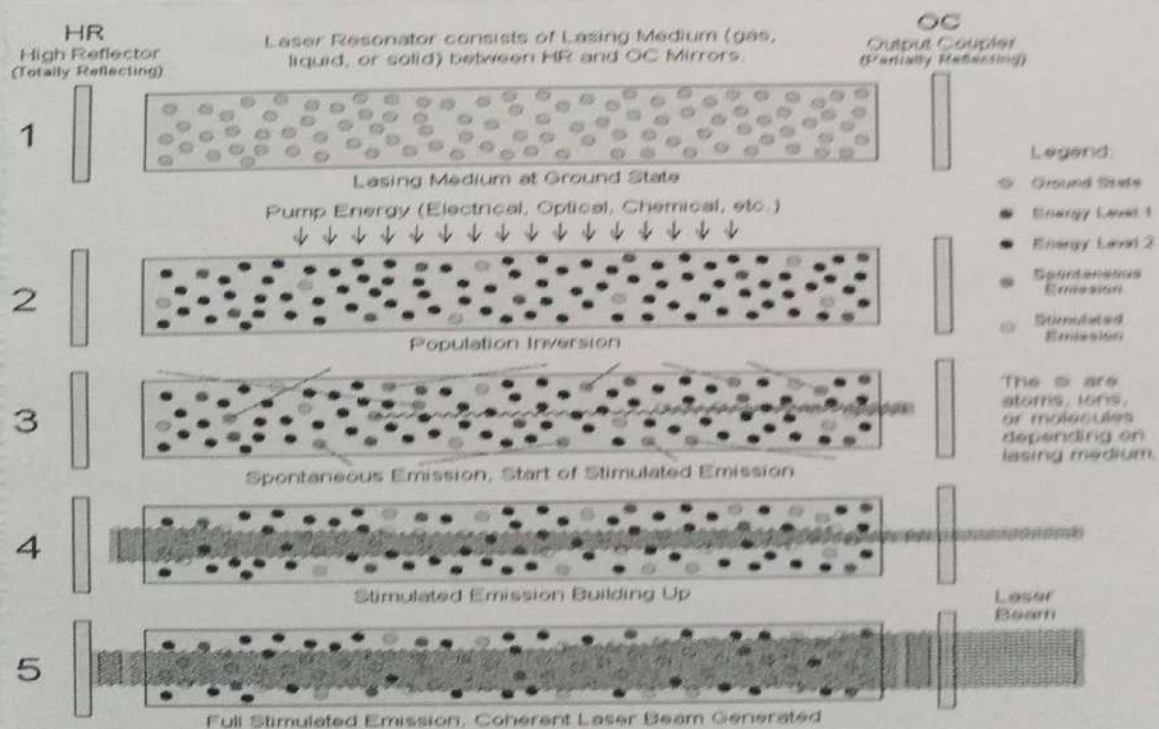 HR
High Reflector
(Totally Reflecting)
Laser Resonator consists of Lasing Medium (gas,
liquid, or solid) between HR and OC Mirrors.
OC
Output Coupler
(Partially Reflecting)
1
Lasing Medium at Ground State
Pump Energy (Electrical, Optical, Chemical, etc.)
2
Population Inversion
3
Spontaneous Emission, Start of Stimulated Emission
4
Stimulated Emission Building Up
5
Full Stimulated Emission, Coherent Laser Beam Generated
Legend:
Ground State
Energy Level 1
Energy Level 2
Spontaneous
Emission
Stimulated
Emission
The are
atoms, ions,
or molecules
depending on
lasing medium.
Laser
Beam